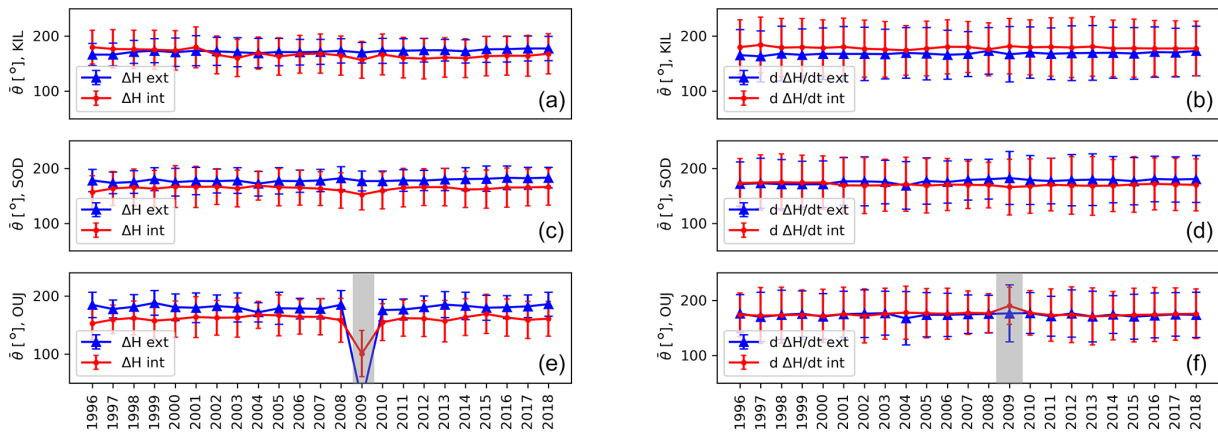 θ̄ [°], KIL
200
100
ΔH ext
ΔH int
(a)
θ̄ [°], KIL
200
100
d ΔH/dt ext
d ΔH/dt int
(b)
θ̄ [°], SOD
200
100
ΔH ext
ΔH int
(c)
θ̄ [°], SOD
200
100
d ΔH/dt ext
d ΔH/dt int
(d)
θ̄ [°], OUJ
200
100
ΔH ext
ΔH int
(e)
1996
1997
1998
1999
2000
2001
2002
2003
2004
2005
2006
2007
2008
2009
2010
2011
2012
2013
2014
2015
2016
2017
2018
θ̄ [°], OUJ
200
100
d ΔH/dt ext
d ΔH/dt int
(f)
1996
1997
1998
1999
2000
2001
2002
2003
2004
2005
2006
2007
2008
2009
2010
2011
2012
2013
2014
2015
2016
2017
2018